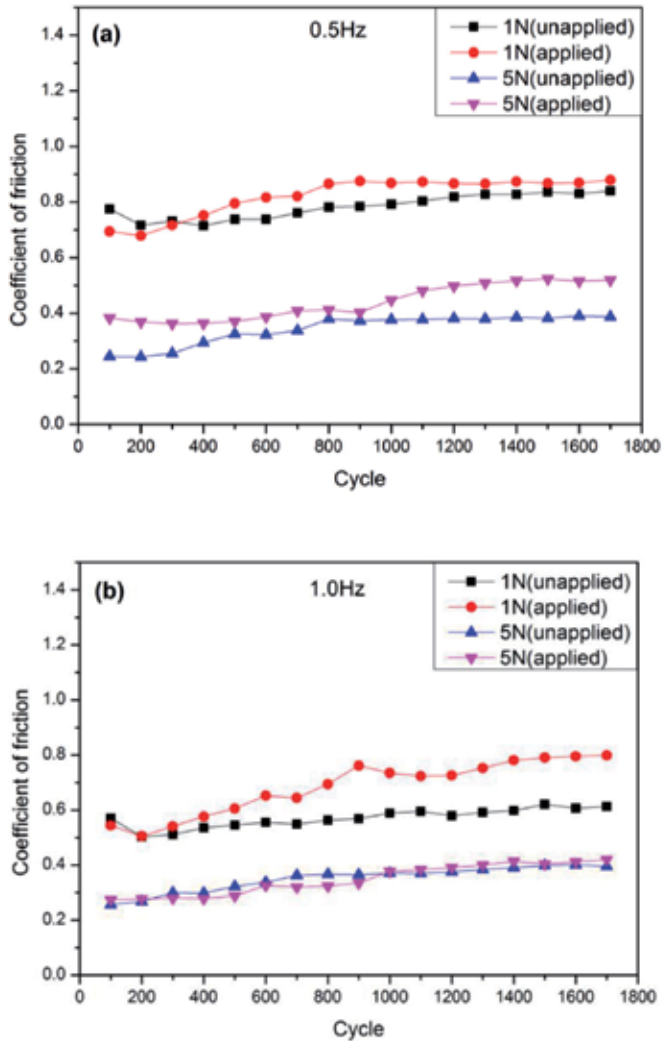 (a)
0.5Hz
1N(unapplied)
1N(applied)
5N(unapplied)
5N(applied)
Coefficient of friiction
1.4
1.2
1.0
0.8
0.6
0.4
0.2
0.0
0 200 400 600 800 1000 1200 1400 1600 1800
Cycle
(b)
1.0Hz
1N(unapplied)
1N(applied)
5N(unapplied)
5N(applied)
Coefficient of friction
1.4
1.2
1.0
0.8
0.6
0.4
0.2
0.0
0 200 400 600 800 1000 1200 1400 1600 1800
Cycle